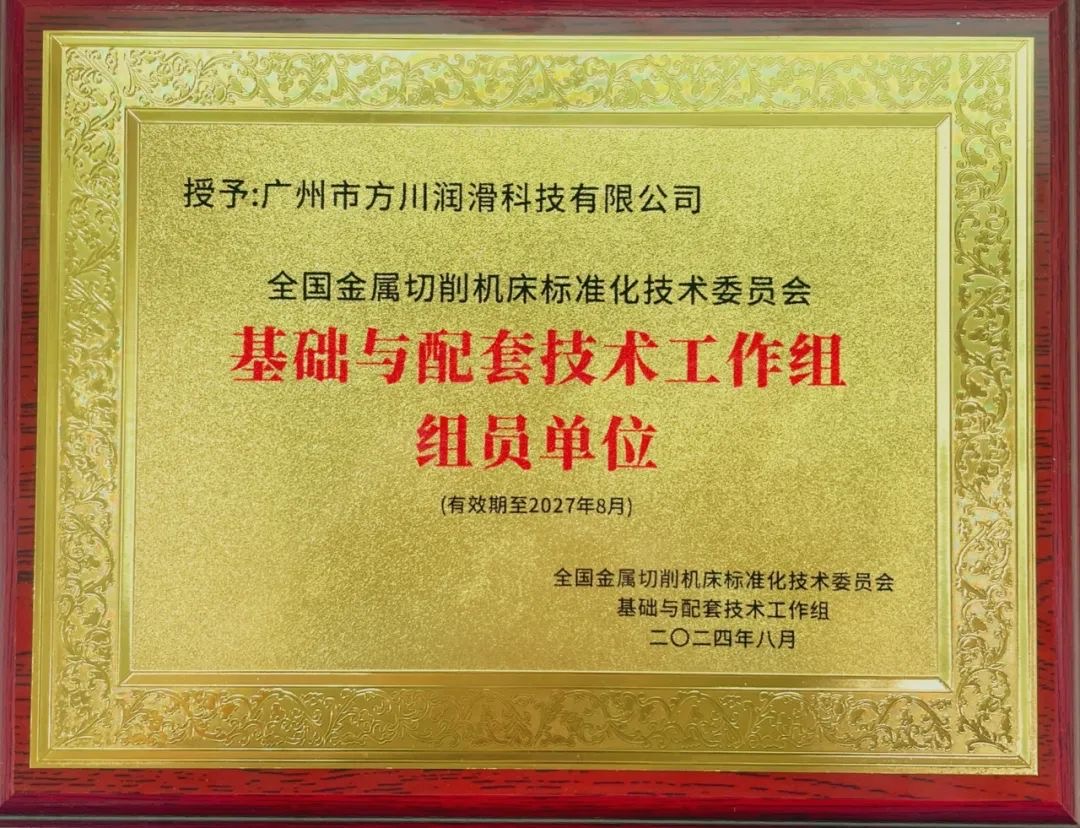 授予:广州市方川润滑科技有限公司
全国金属切削机床标准化技术委员会
基础与配套技术工作组
组员单位
(有效期至2027年8月)
全国金属切削机床标准化技术委员会
基础与配套技术工作组
二〇二四年八月